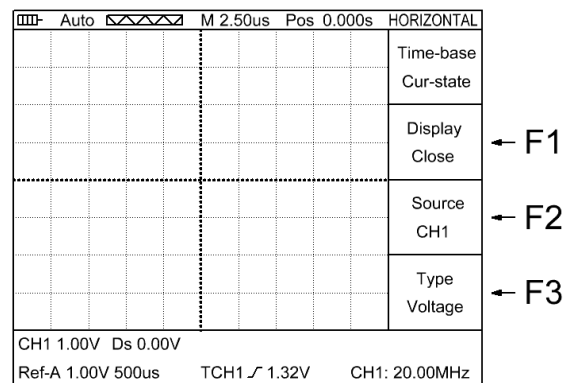 Auto M 2.50us Pos 0.000s HORIZONTAL
Time-base
Cur-state
Display
Close
← F1
Source
CH1
← F2
Type
Voltage
← F3
CH1 1.00V Ds 0.00V
Ref-A 1.00V 500us TCH1 1.32V CH1: 20.00MHz